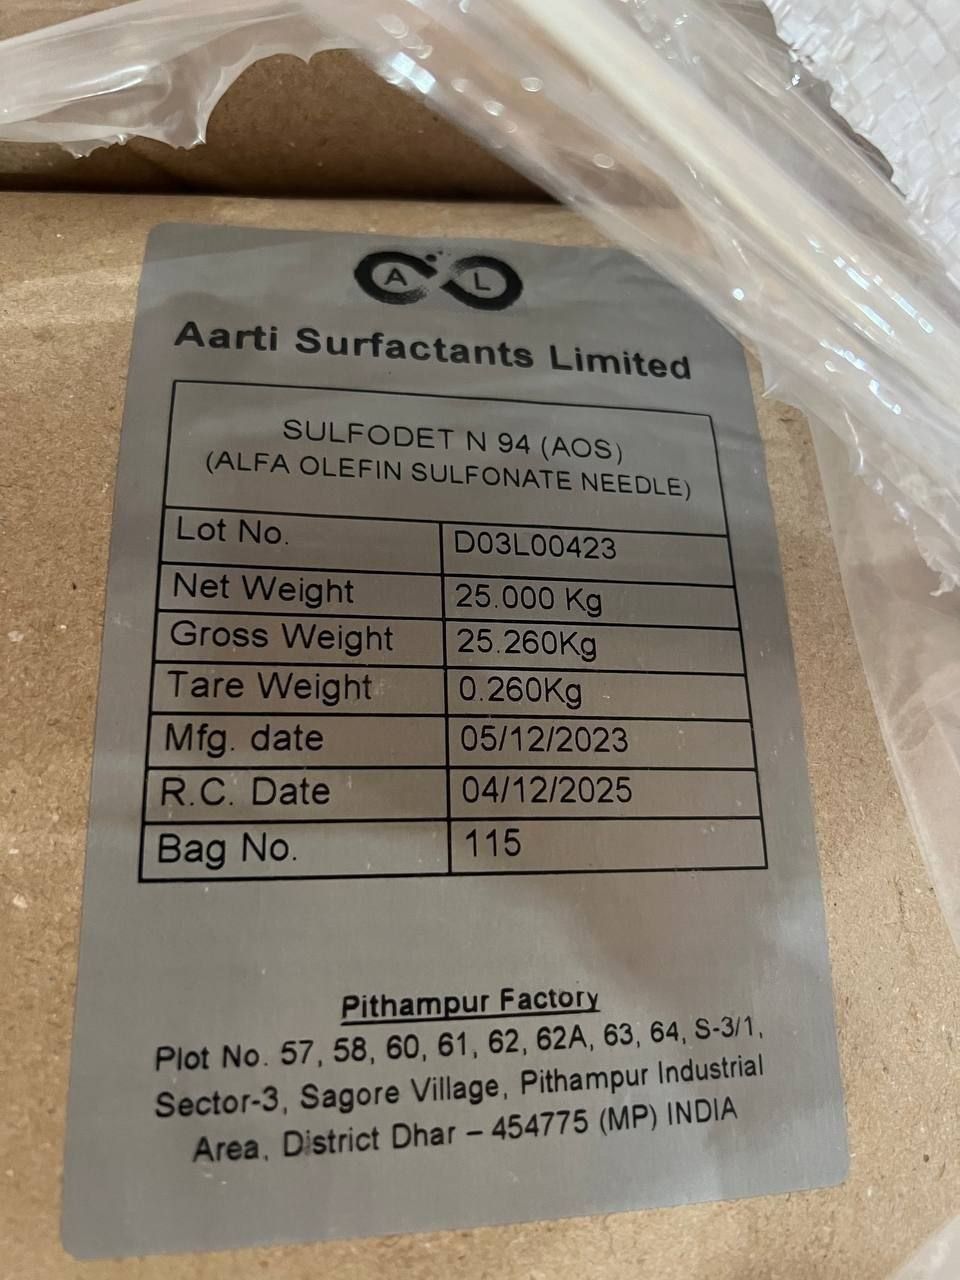 A L
Aarti Surfactants Limited
SULFODET N 94 (AOS)
(ALFA OLEFIN SULFONATE NEEDLE)
Lot No. D03L00423
Net Weight 25.000 Kg
Gross Weight 25.260Kg
Tare Weight 0.260Kg
Mfg. date 05/12/2023
R.C. Date 04/12/2025
Bag No. 115
Pithampur Factory
Plot No. 57, 58, 60, 61, 62, 62A, 63, 64, S-3/1,
Sector-3, Sagore Village, Pithampur Industrial
Area, District Dhar – 454775 (MP) INDIA